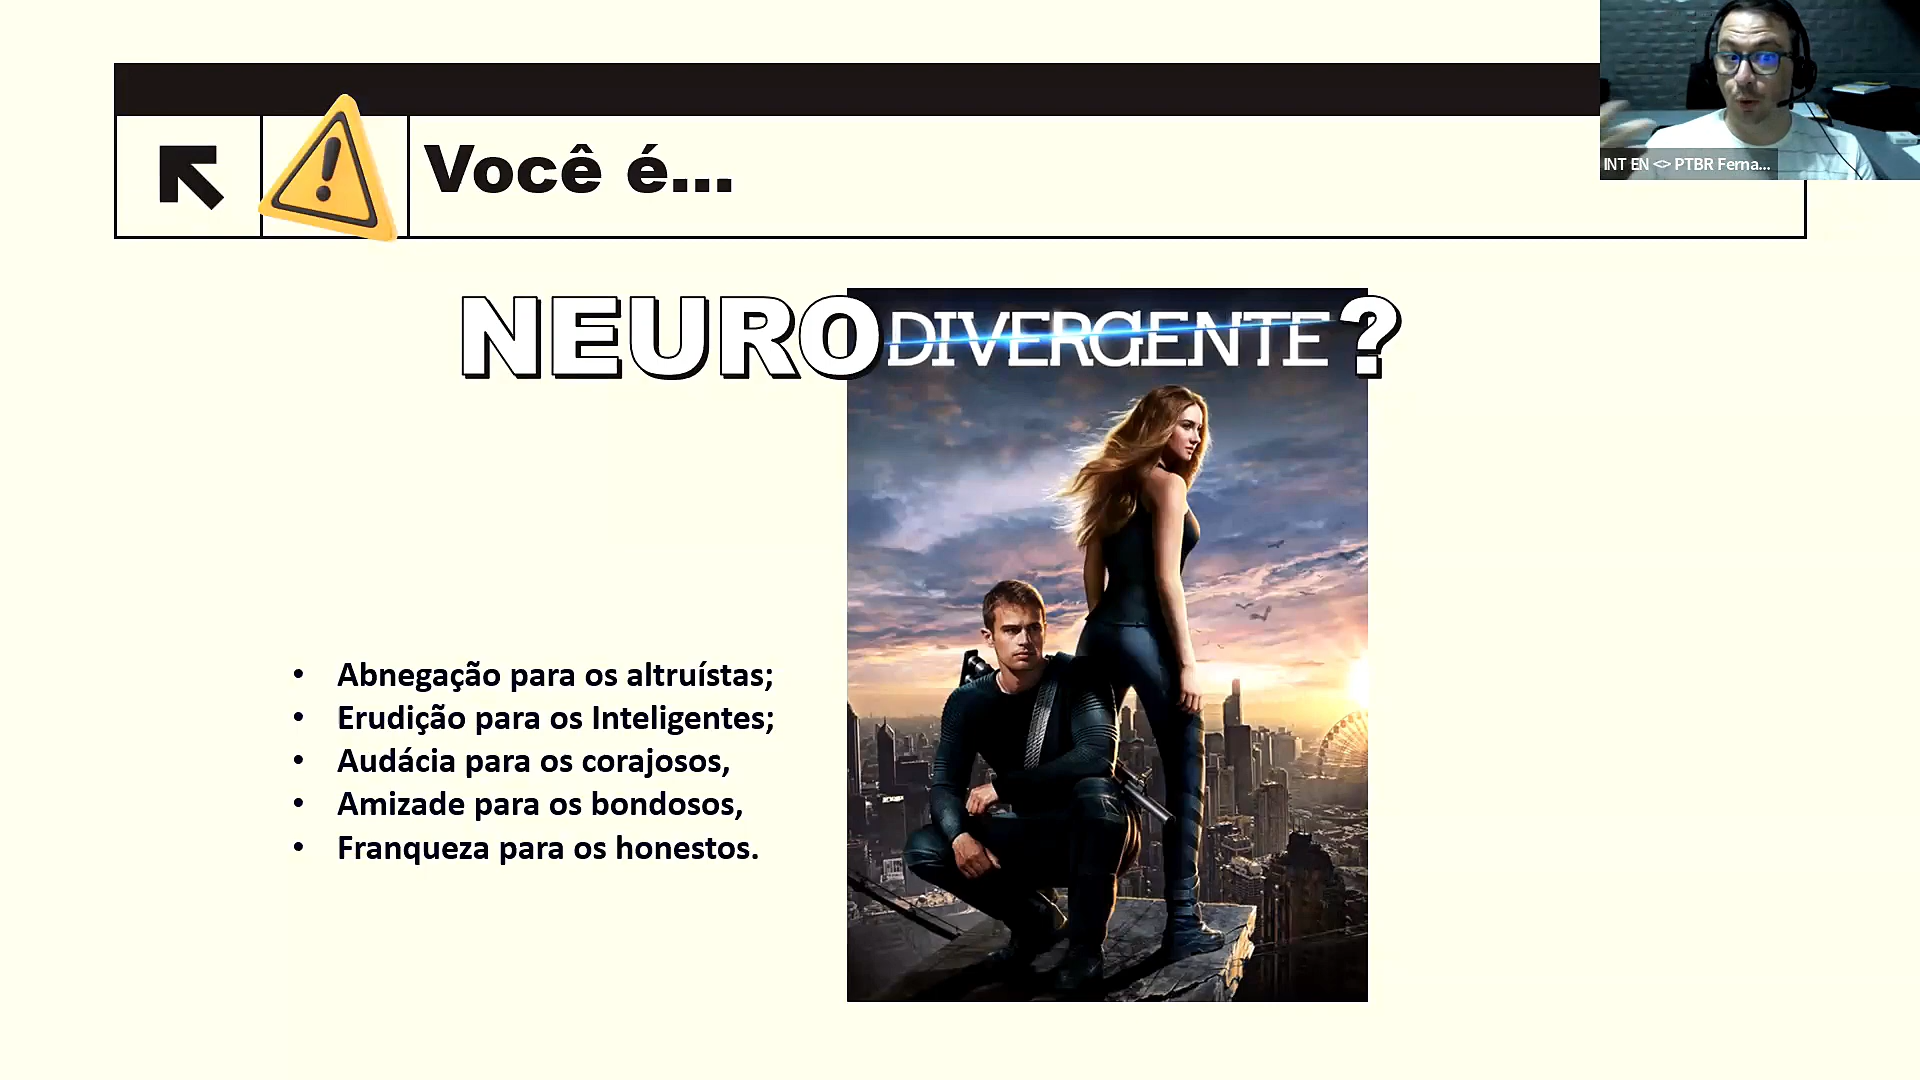 INT EN <> PTBR Ferna...
Você é...
NEURODIVERGENTE?
• Abnegação para os altruístas;
• Erudição para os Inteligentes;
• Audácia para os corajosos,
• Amizade para os bondosos,
• Franqueza para os honestos.